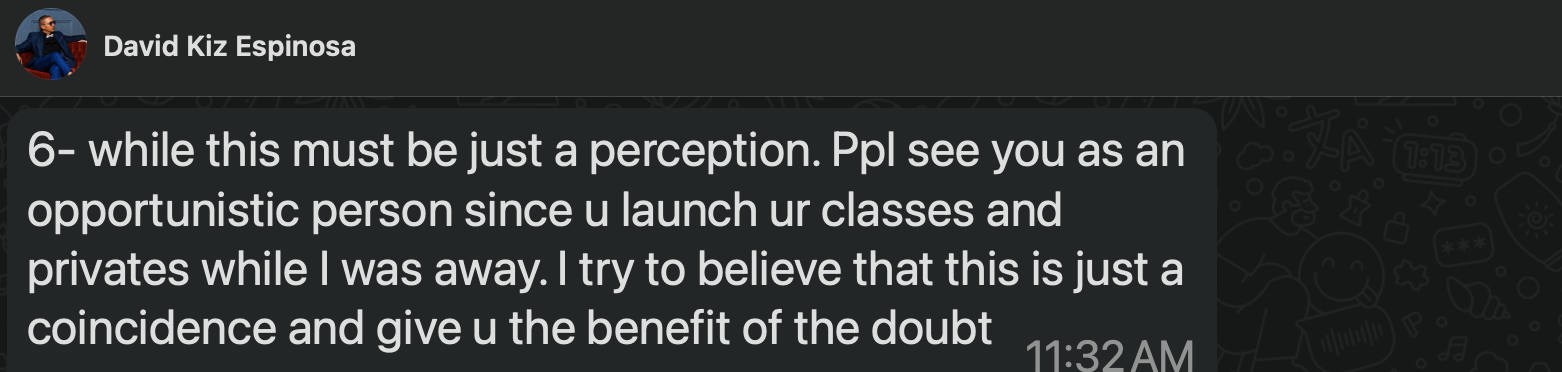 David Kiz Espinosa
6- while this must be just a perception. Ppl see you as an
opportunistic person since u launch ur classes and
privates while I was away. I try to believe that this is just a
coincidence and give u the benefit of the doubt
11:32 AM